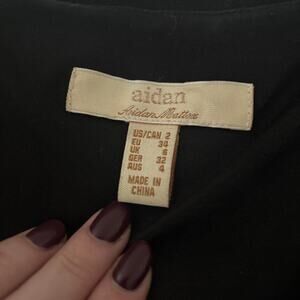 aidan
Aidan Mattox
US/CAN 2
EU 34
UK 6
GER 32
AUS 4
MADE IN
CHINA